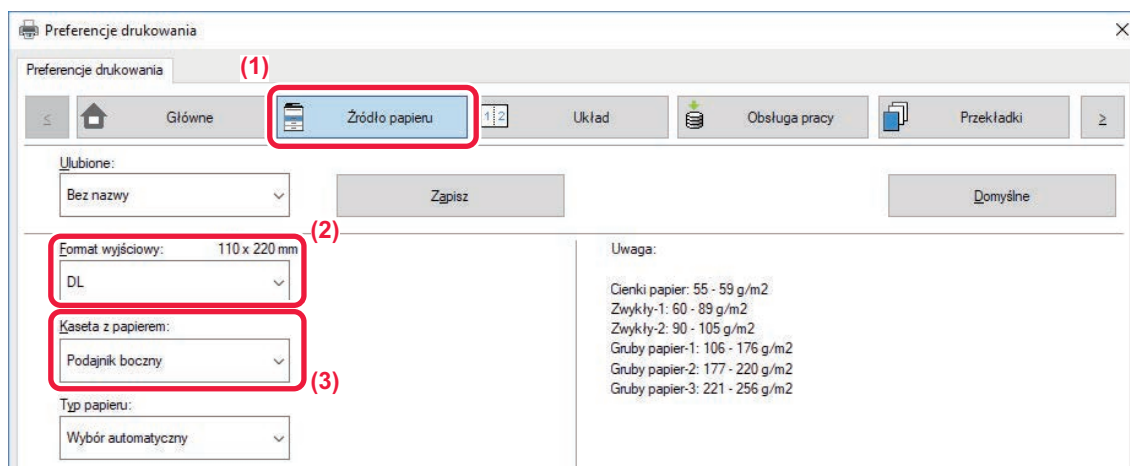 Preferencje drukowania
Preferencje drukowania
(1)
< Główne Źródło papieru 1 2 Układ Obsługa pracy Przekładki >
Ulubione:
Bez nazwy Zapisz Domyślne
(2)
Format wyjściowy: 110 x 220 mm
DL
Kaseta z papierem:
Podajnik boczny
(3)
Typ papieru:
Wybór automatyczny
Uwaga:
Cienki papier: 55 - 59 g/m2
Zwykły-1: 60 - 89 g/m2
Zwykły-2: 90 - 105 g/m2
Gruby papier-1: 106 - 176 g/m2
Gruby papier-2: 177 - 220 g/m2
Gruby papier-3: 221 - 256 g/m2